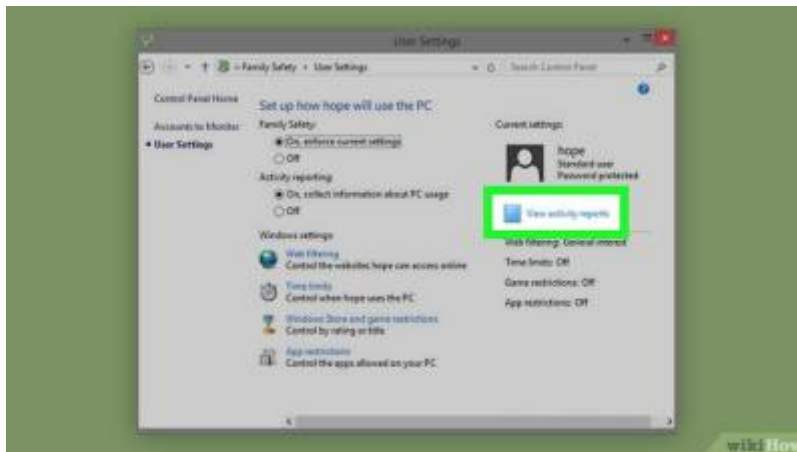 User Settings
Family Safety
User Settings
Search Control Panel
Control Panel Home
Accounts to Monitor
User Settings
Set up how hope will use the PC
Family Safety:
On, enforce current settings
Off
Activity reporting
On, collect information about PC usage
Off
Windows settings
Web filtering
Control the websites hope can access online
Time limits
Control when hope uses the PC
Windows Store and game restrictions
Control by rating or title
App restrictions
Control the apps allowed on your PC
Current settings:
hope
Standard user
Password protected
View activity reports
Web filtering: General interest
Time limits: Off
Game restrictions: Off
App restrictions: Off
wikiHow